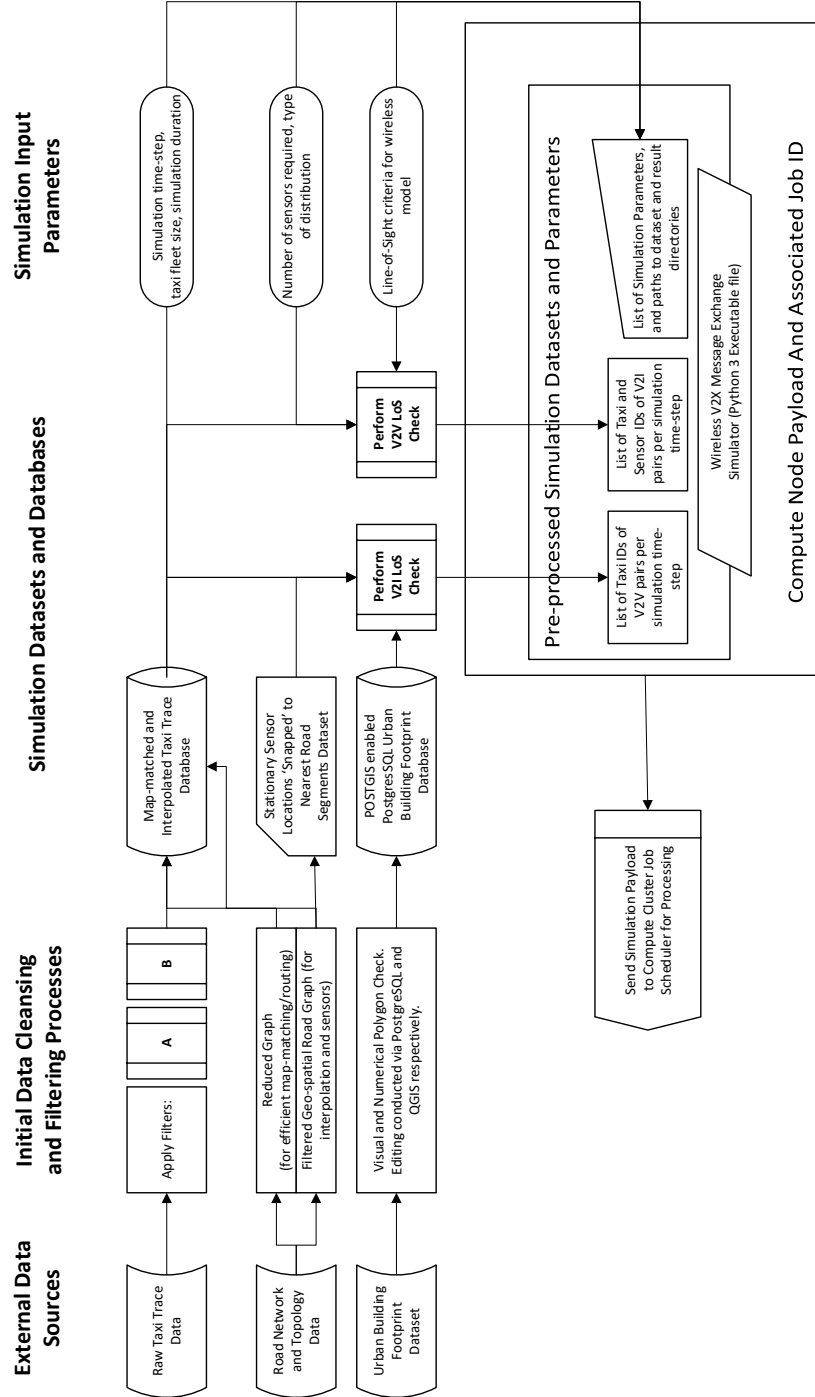 External Data
Sources
Initial Data Cleansing
and Filtering Processes
Simulation Datasets and Databases
Simulation Input
Parameters
Raw Taxi Trace
Data
Apply Filters:
A
B
Map-matched and
Interpolated Taxi Trace
Database
Simulation time-step,
taxi fleet size, simulation duration
Road Network
and Topology
Data
Reduced Graph
(for efficient map-matching/routing)
Filtered Geo-spatial Road Graph (for
interpolation and sensors)
Stationary Sensor
Locations ‘Snapped’ to
Nearest Road
Segments Dataset
Number of sensors required, type
of distribution
Urban Building
Footprint
Dataset
Visual and Numerical Polygon Check.
Editing conducted via PostgreSQL and
QGIS respectively.
POSTGIS enabled
PostgresSQL Urban
Building Footprint
Database
Perform
V2I LoS
Check
Perform
V2V LoS
Check
Line-of-Sight criteria for wireless
model
Pre-processed Simulation Datasets and Parameters
List of Taxi IDs of
V2V pairs per
simulation time-
step
List of Taxi and
Sensor IDs of V2I
pairs per simulation
time-step
List of Simulation Parameters,
and paths to dataset and result
directories
Wireless V2X Message Exchange
Simulator (Python 3 Executable file)
Compute Node Payload And Associated Job ID
Send Simulation Payload
to Compute Cluster Job
Scheduler for Processing